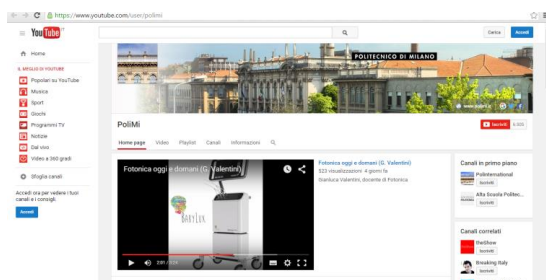 https://www.youtube.com/user/polimi
YouTube
Cerca
Accedi
Home
IL MEGLIO DI YOUTUBE
Popolari su YouTube
Musica
Sport
Giochi
Programmi TV
Notizie
Dal vivo
Video a 360 gradi
Sfoglia canali
Accedi ora per vedere i tuoi
canali e i consigli.
Accedi
POLITECNICO DI MILANO
PoliMi
Iscriviti
Home page Video Playlist Canali Informazioni
Fotonica oggi e domani (G. Valentini)
BABYLUX
Fotonica oggi e domani (G. Valentini)
523 visualizzazioni 4 giorni fa
Gianluca Valentini, docente di Fotonica
Canali in primo piano
PolInternational
Iscriviti
Alta Scuola Politec...
Iscriviti
Canali correlati
DwShow
Iscriviti
Breaking Italy
Iscriviti